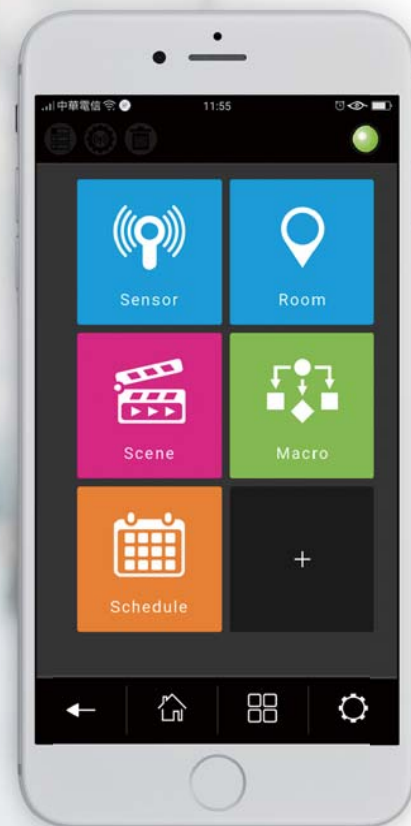 中華電信 11:55
Sensor Room
Scene Macro
+
Schedule